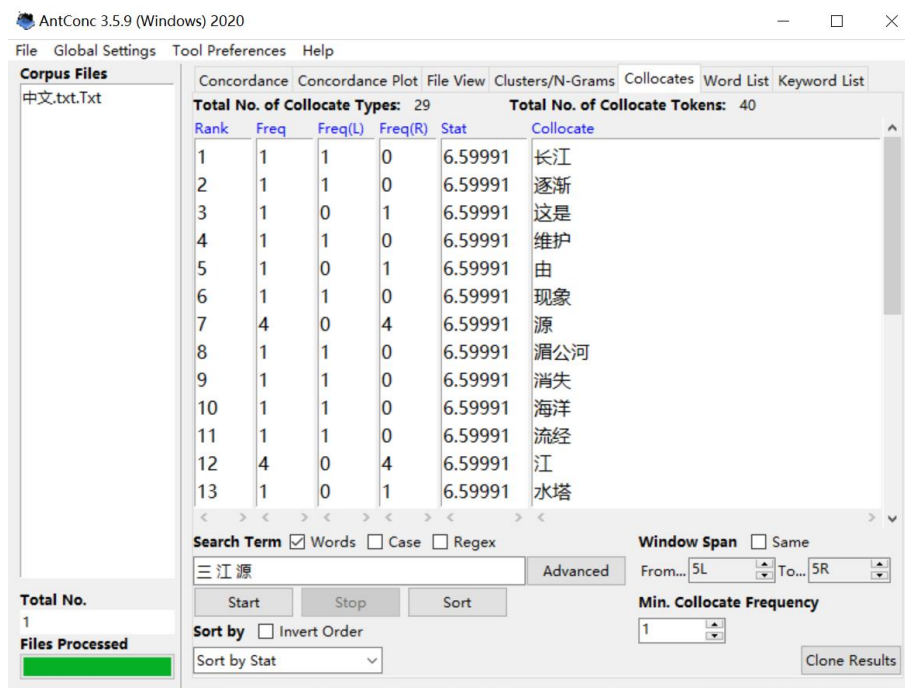 AntConc 3.5.9 (Windows) 2020
File Global Settings Tool Preferences Help
Corpus Files
中文.txt.Txt
Concordance Concordance Plot File View Clusters/N-Grams Collocates Word List Keyword List
Total No. of Collocate Types: 29 Total No. of Collocate Tokens: 40
Rank Freq Freq(L) Freq(R) Stat Collocate
1 1 1 0 6.59991 长江
2 1 1 0 6.59991 逐渐
3 1 0 1 6.59991 这是
4 1 1 0 6.59991 维护
5 1 0 1 6.59991 由
6 1 1 0 6.59991 现象
7 4 0 4 6.59991 源
8 1 1 0 6.59991 湄公河
9 1 1 0 6.59991 消失
10 1 1 0 6.59991 海洋
11 1 1 0 6.59991 流经
12 4 0 4 6.59991 江
13 1 0 1 6.59991 水塔
Search Term Words Case Regex
三 江 源
Advanced
Start Stop Sort
Sort by Invert Order
Sort by Stat
Window Span Same
From... 5L To... 5R
Min. Collocate Frequency
1
Clone Results
Total No.
1
Files Processed